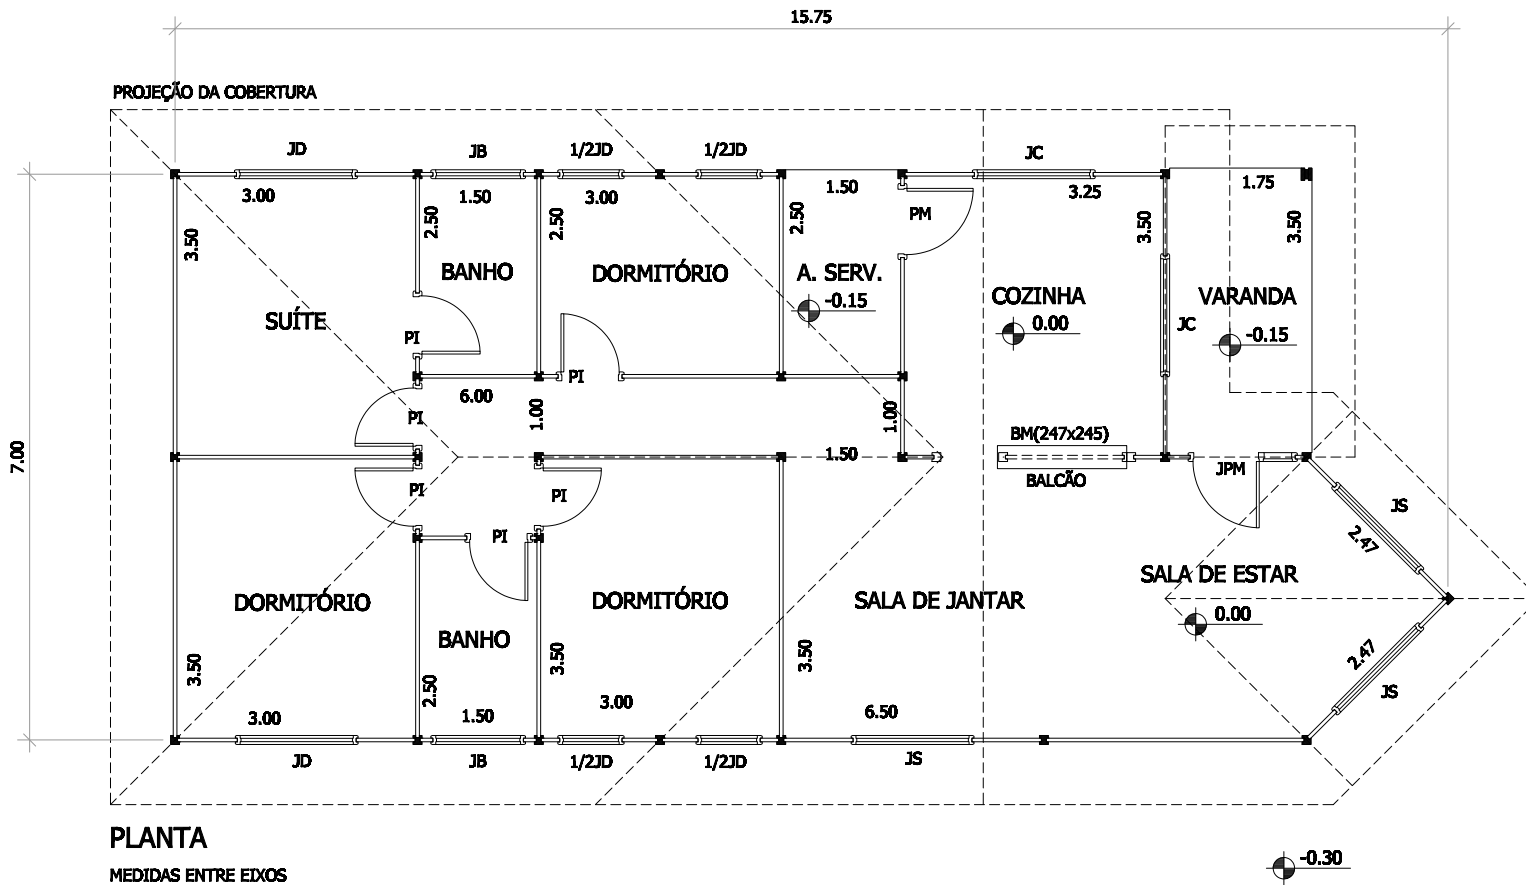 15.75
PROJEÇÃO DA COBERTURA
JD
JB
1/2JD
1/2JD
JC
3.00
1.50
3.00
1.50
3.25
1.75
3.50
2.50
2.50
2.50
PM
3.50
3.50
BANHO
DORMITÓRIO
A. SERV.
-0.15
COZINHA
0.00
VARANDA
-0.15
SUÍTE
PI
JC
PI
6.00
PI
1.00
1.00
7.00
1.50
BM(247x245)
BALCÃO
JPM
PI
PI
PI
JS
2.47
SALA DE ESTAR
0.00
DORMITÓRIO
BANHO
DORMITÓRIO
SALA DE JANTAR
3.50
2.50
3.50
3.50
2.47
JS
3.00
1.50
3.00
6.50
JD
JB
1/2JD
1/2JD
JS
PLANTA
MEDIDAS ENTRE EIXOS
-0.30